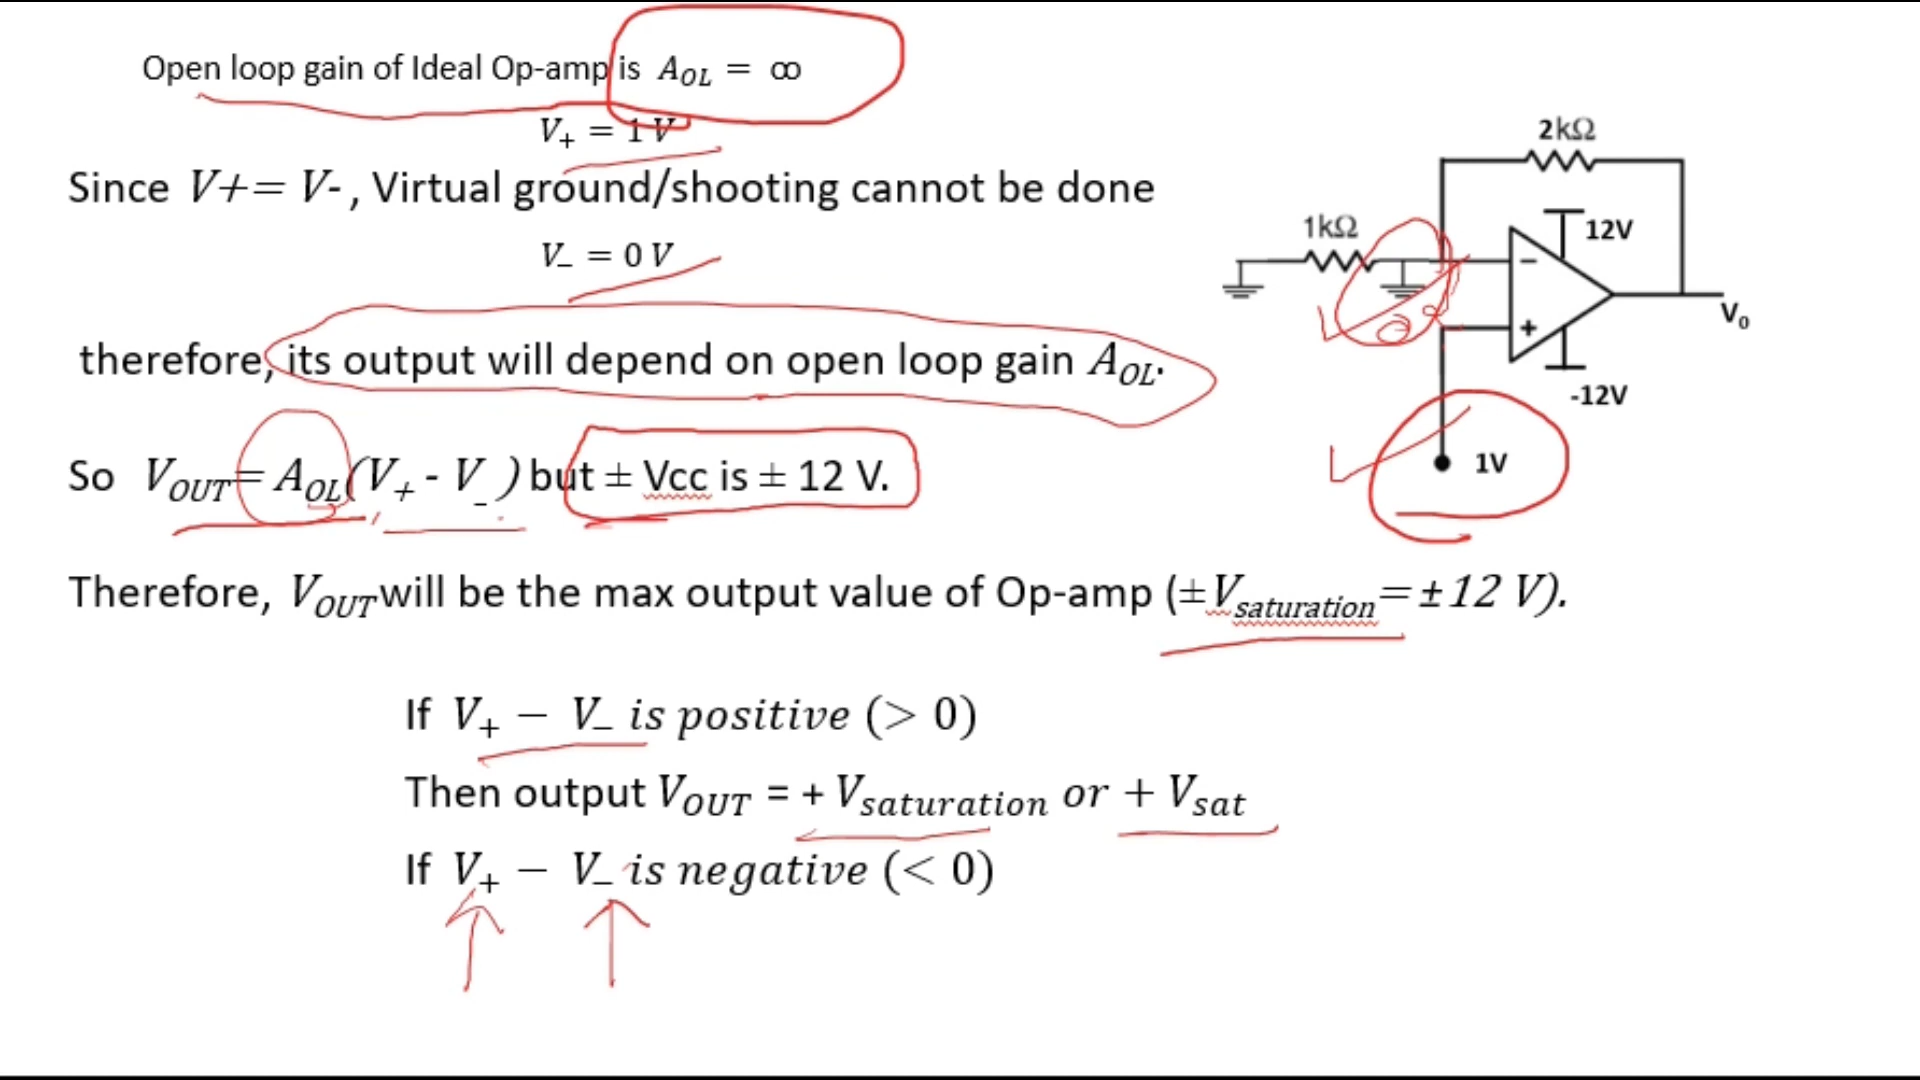 Open loop gain of Ideal Op-amp is A_OL = ∞
V₊ = 1 V
Since V+= V-, Virtual ground/shooting cannot be done
V₋ = 0 V
therefore, its output will depend on open loop gain A_OL.
So V_OUT= A_OL(V₊ - V₋) but ± Vcc is ± 12 V.
Therefore, V_OUT will be the max output value of Op-amp (±V_saturation=±12 V).
If V₊ − V₋ is positive (> 0)
Then output V_OUT = + V_saturation or + V_sat
If V₊ − V₋ is negative (< 0)
2kΩ
1kΩ
12V
−
+
V₀
-12V
1V